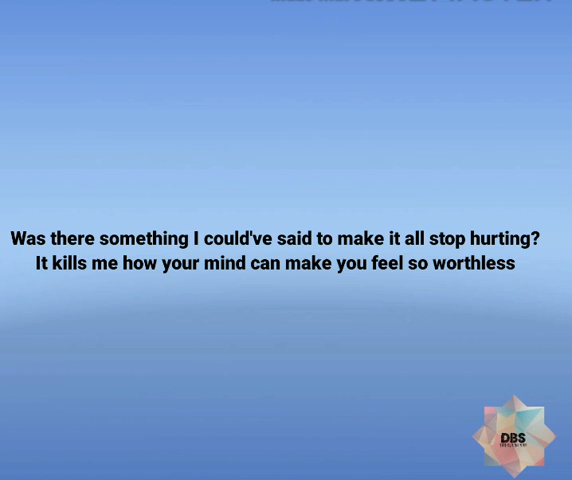 Was there something I could've said to make it all stop hurting?
It kills me how your mind can make you feel so worthless
DBS